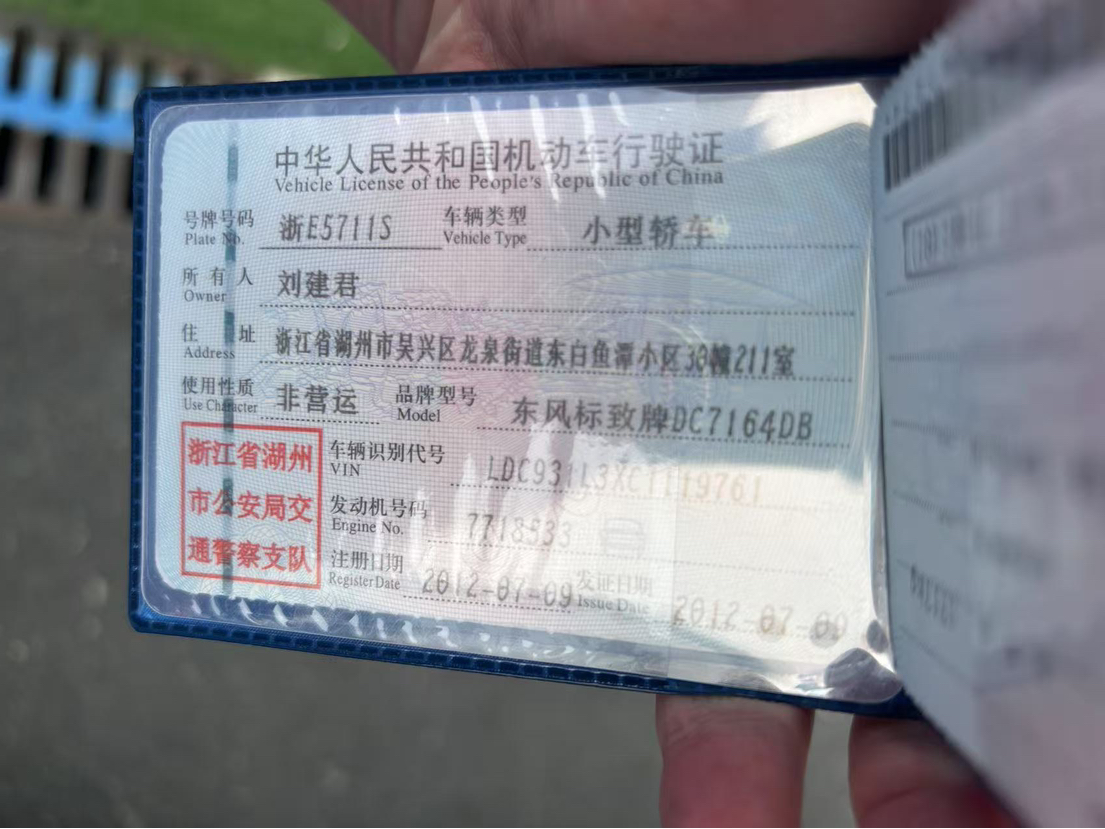 中华人民共和国机动车行驶证
Vehicle License of the People's Republic of China
号牌号码 浙E5711S 车辆类型 小型轿车
Plate No. Vehicle Type
所有人 刘建君
Owner
住址 浙江省湖州市吴兴区龙泉街道东白鱼潭小区30幢211室
Address
使用性质 非营运 品牌型号 东风标致牌DC7164DB
Use Character Model
浙江省湖州
市公安局交
通警察支队
车辆识别代号 LDC931L3XC1119761
VIN
发动机号码 7718533
Engine No.
注册日期 2012-07-09 发证日期 2012-07-09
Register Date Issue Date